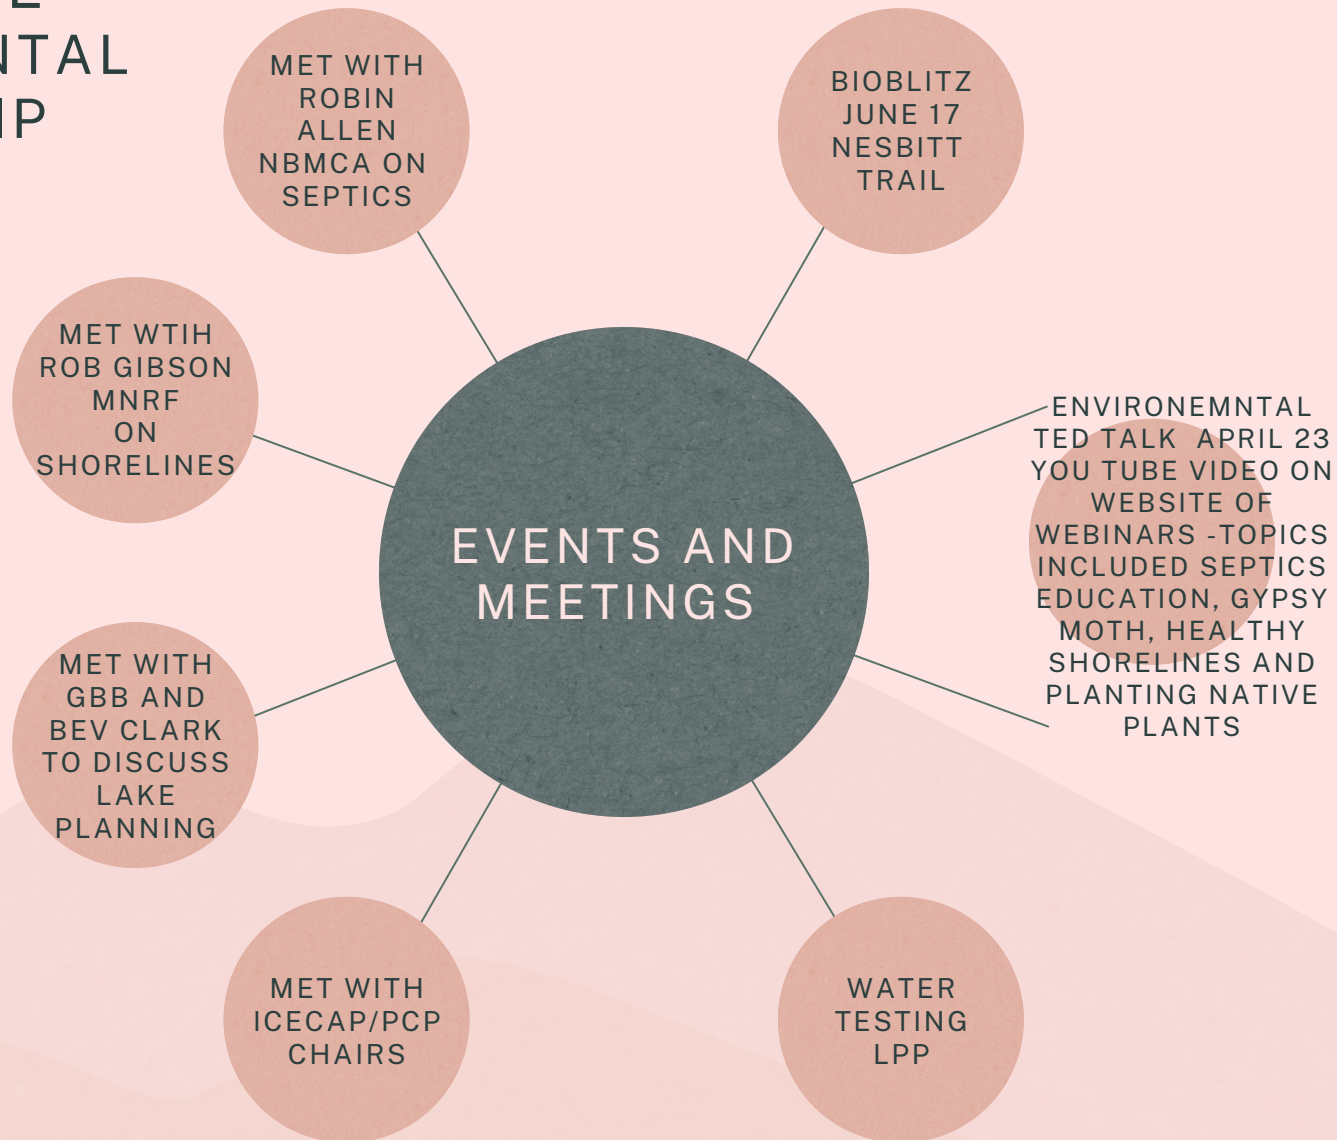 NTAL
IP
MET WITH
ROBIN
ALLEN
NBMCA ON
SEPTICS
BIOBLITZ
JUNE 17
NESBITT
TRAIL
MET WTIH
ROB GIBSON
MNRF
ON
SHORELINES
ENVIRONEMNTAL
TED TALK  APRIL 23
YOU TUBE VIDEO ON
WEBSITE OF
WEBINARS -TOPICS
INCLUDED SEPTICS
EDUCATION, GYPSY
MOTH, HEALTHY
SHORELINES AND
PLANTING NATIVE
PLANTS
EVENTS AND
MEETINGS
MET WITH
GBB AND
BEV CLARK
TO DISCUSS
LAKE
PLANNING
MET WITH
ICECAP/PCP
CHAIRS
WATER
TESTING
LPP